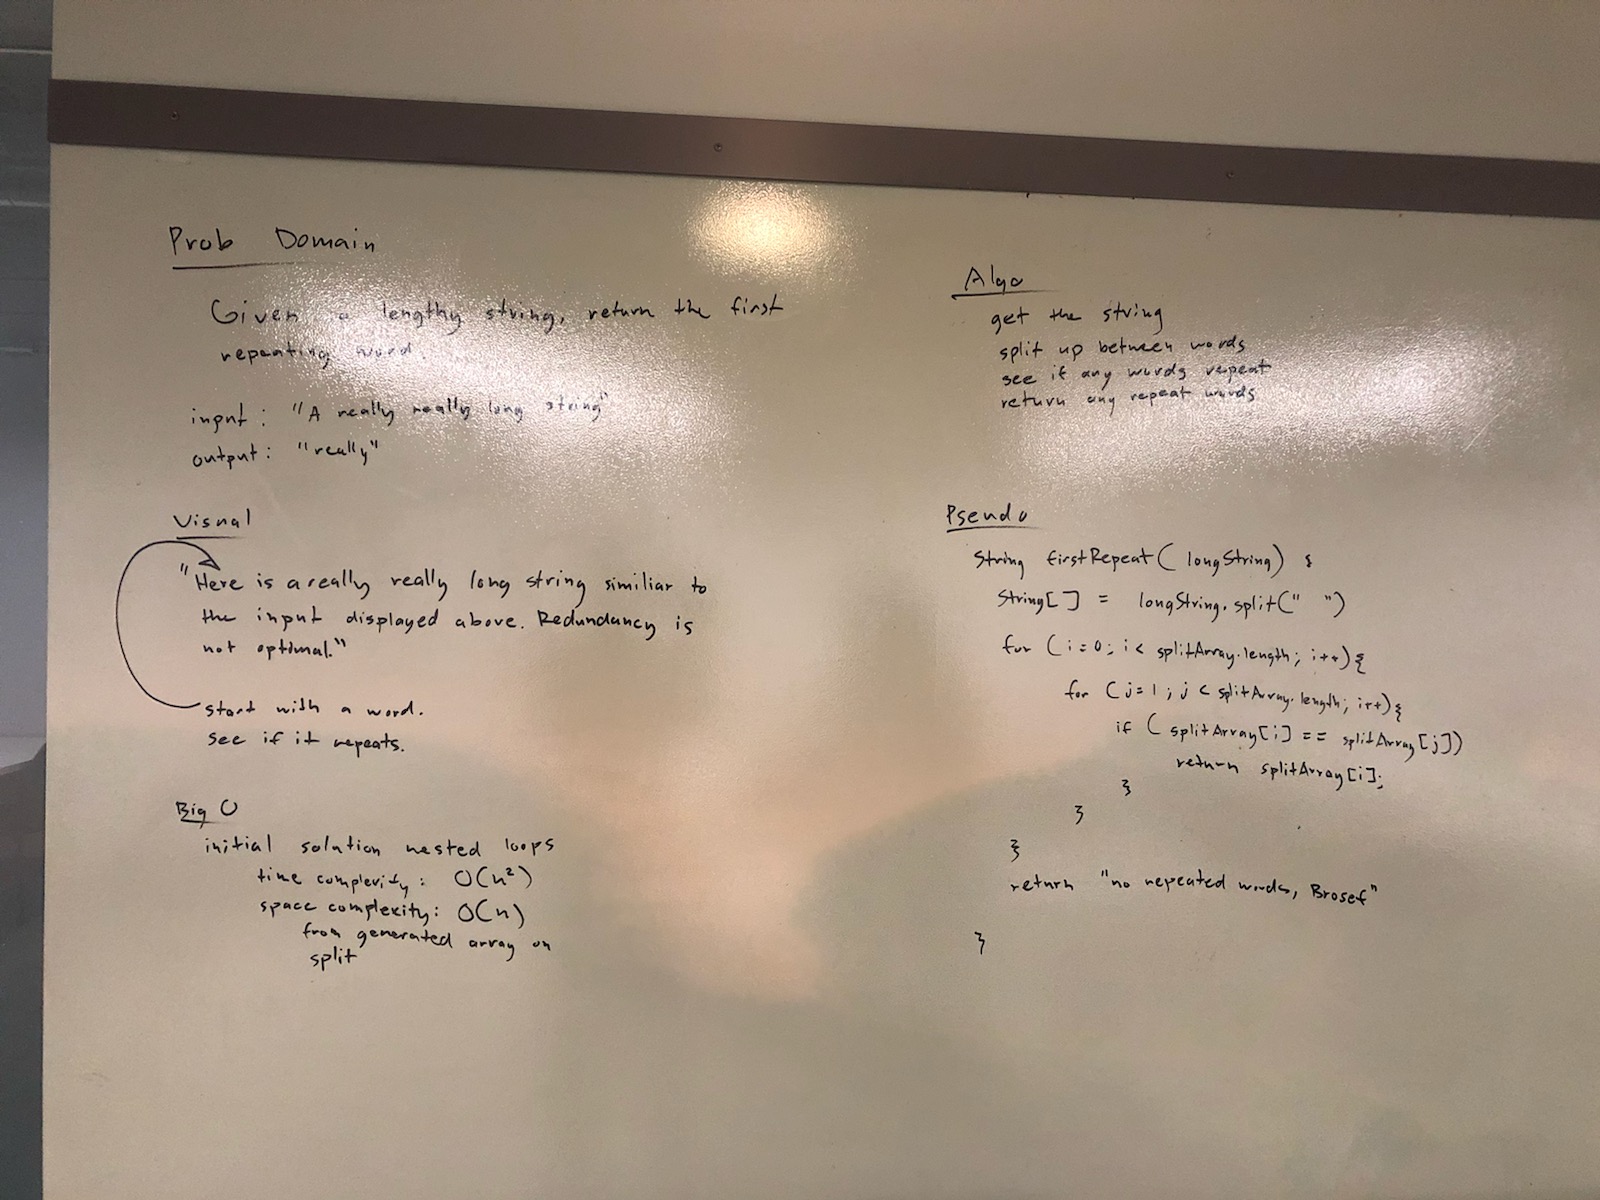 Prob Domain
Given a lengthy string, return the first
repeating word.
input: "A really really long string"
output: "really"
Visual
"Here is a really really long string similiar to
the input displayed above. Redundancy is
not optimal."
start with a word.
see if it repeats.
Big O
initial solution nested loops
time complexity: O(n²)
space complexity: O(n)
from generated array on
split
Algo
get the string
split up between words
see if any words repeat
return any repeat words
Pseudo
String firstRepeat( longString) {
String[] = longString.split(" ")
for (i=0; i< splitArray.length; i++){
for (j=1; j < splitArray.length; i++){
if ( splitArray[i] == splitArray[j])
return splitArray[i];
}
}
}
return "no repeated words, Brosef"
}